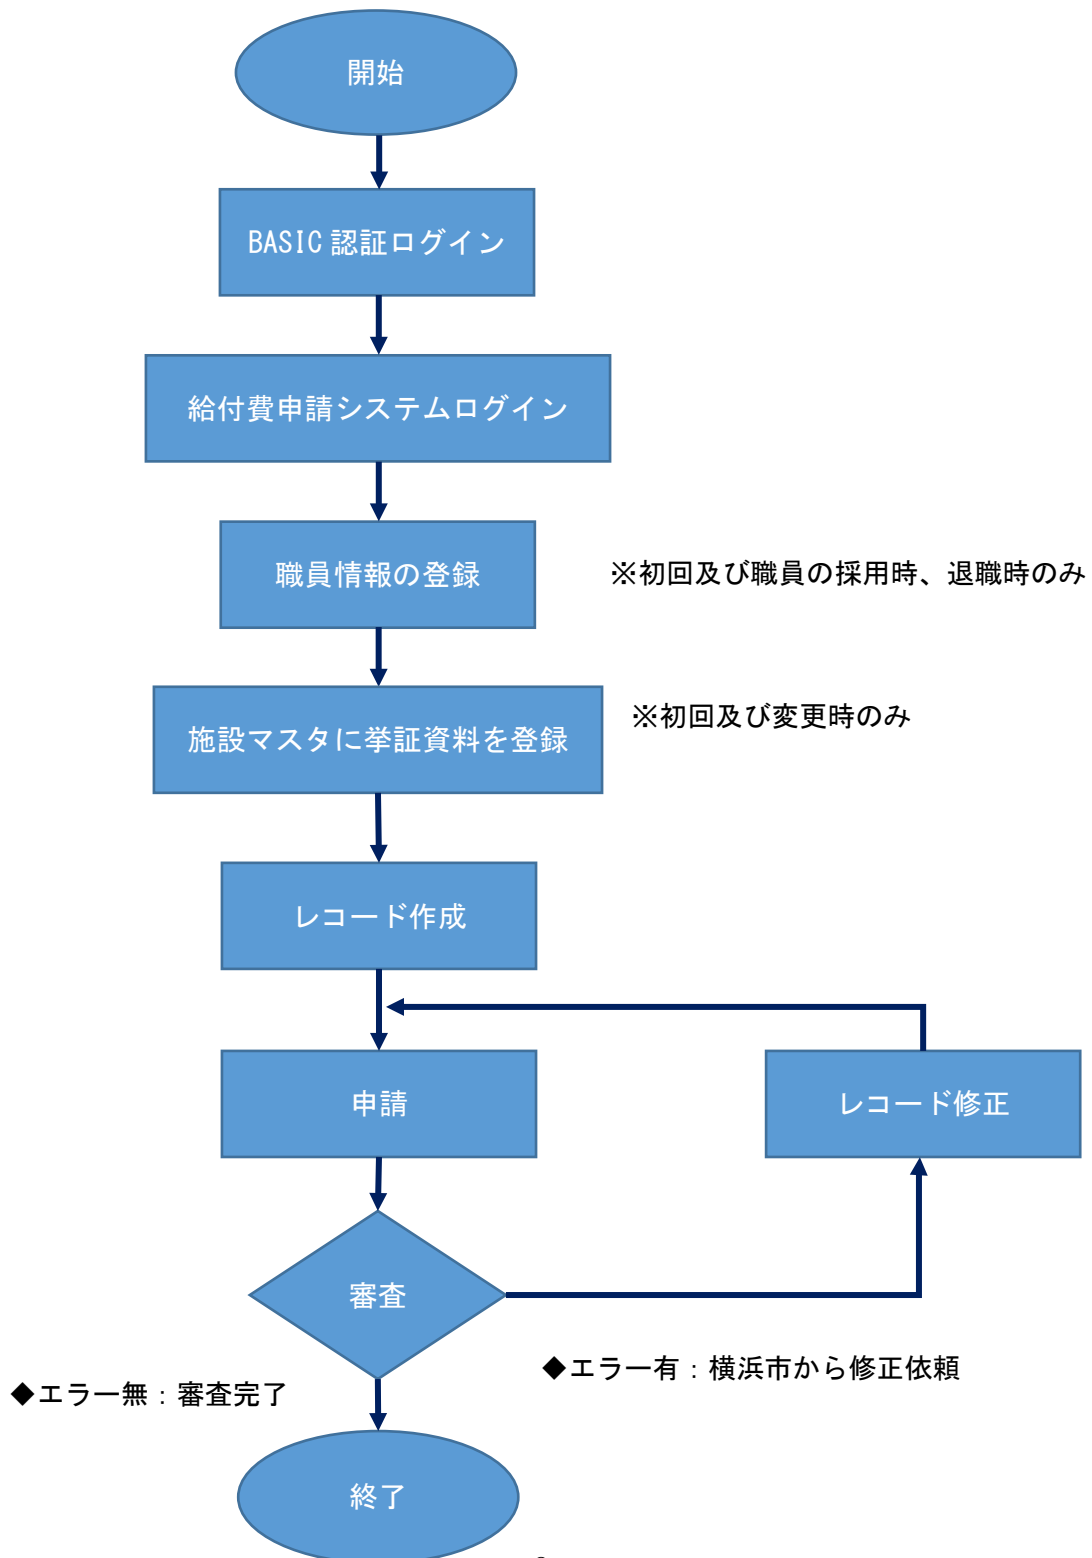 開始
BASIC 認証ログイン
給付費申請システムログイン
職員情報の登録
※初回及び職員の採用時、退職時のみ
施設マスタに挙証資料を登録
※初回及び変更時のみ
レコード作成
申請
レコード修正
審査
◆エラー有：横浜市から修正依頼
◆エラー無：審査完了
終了